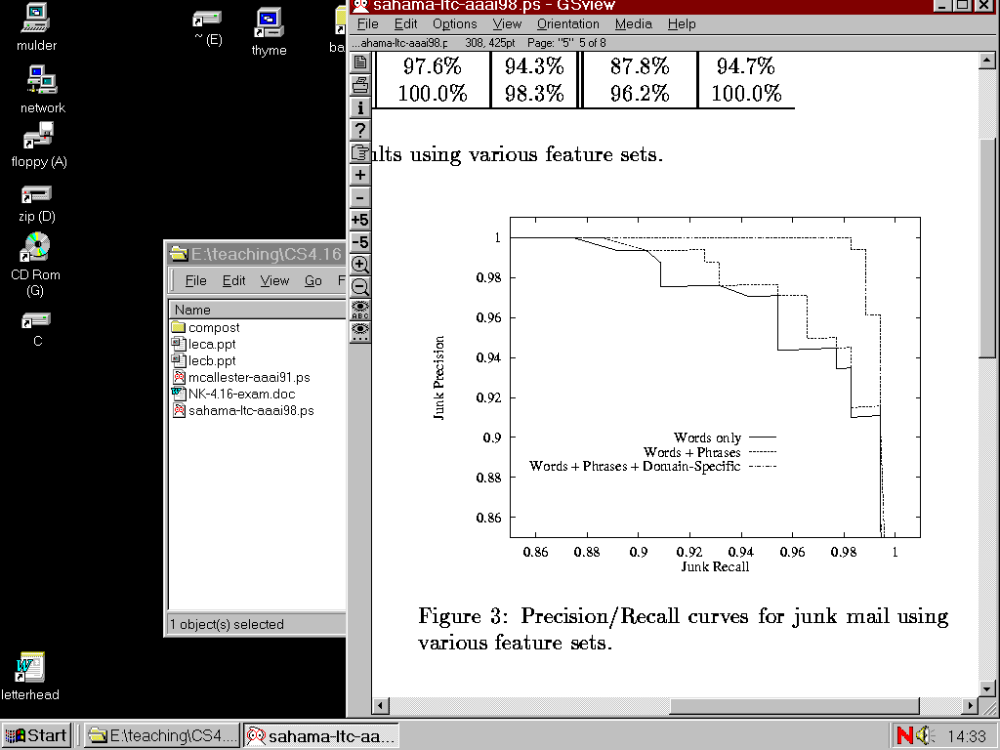 mulder
network
floppy (A)
zip (D)
CD Rom
(G)
C
letterhead
~ (E)
thyme
ba
E:\teaching\CS4.16
File Edit View Go F
Name
compost
leca.ppt
lecb.ppt
mcallester-aaai91.ps
NK-4.16-exam.doc
sahama-ltc-aaai98.ps
1 object(s) selected
sahama-ltc-aaai98.ps - GSview
File Edit Options View Orientation Media Help
...ahama-ltc-aaai98.p 308, 425pt Page: "5" 5 of 8
i
?
+
-
+5
-5
ABC
97.6% 94.3% 87.8% 94.7%
100.0% 98.3% 96.2% 100.0%
ults using various feature sets.
1
0.98
0.96
0.94
0.92
0.9
0.88
0.86
Junk Precision
Words only
Words + Phrases
Words + Phrases + Domain-Specific
0.86 0.88 0.9 0.92 0.94 0.96 0.98 1
Junk Recall
Figure 3: Precision/Recall curves for junk mail using
various feature sets.
Start E:\teaching\CS4.... sahama-ltc-aa... N 14:33